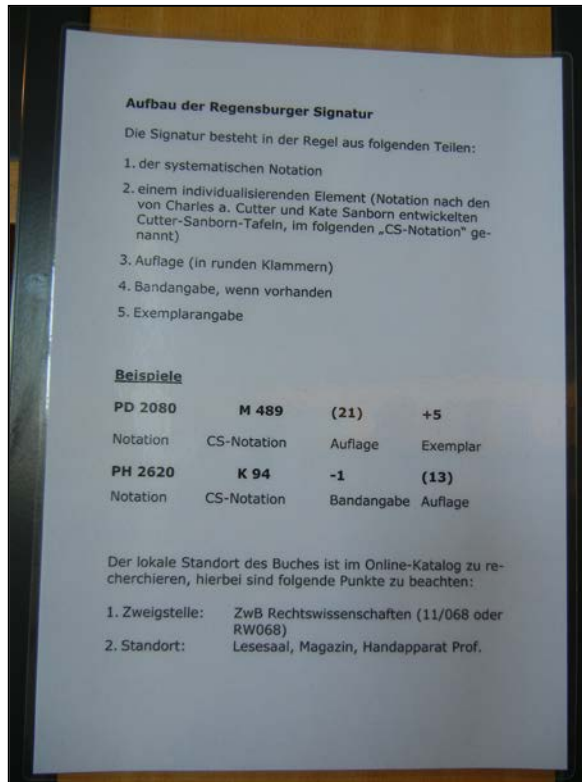 Aufbau der Regensburger Signatur
Die Signatur besteht in der Regel aus folgenden Teilen:
1. der systematischen Notation
2. einem individualisierenden Element (Notation nach den
von Charles a. Cutter und Kate Sanborn entwickelten
Cutter-Sanborn-Tafeln, im folgenden „CS-Notation" ge-
nannt)
3. Auflage (in runden Klammern)
4. Bandangabe, wenn vorhanden
5. Exemplarangabe
Beispiele
PD 2080 M 489 (21) +5
Notation CS-Notation Auflage Exemplar
PH 2620 K 94 -1 (13)
Notation CS-Notation Bandangabe Auflage
Der lokale Standort des Buches ist im Online-Katalog zu re-
cherchieren, hierbei sind folgende Punkte zu beachten:
1. Zweigstelle: ZwB Rechtswissenschaften (11/068 oder
RW068)
2. Standort: Lesesaal, Magazin, Handapparat Prof.